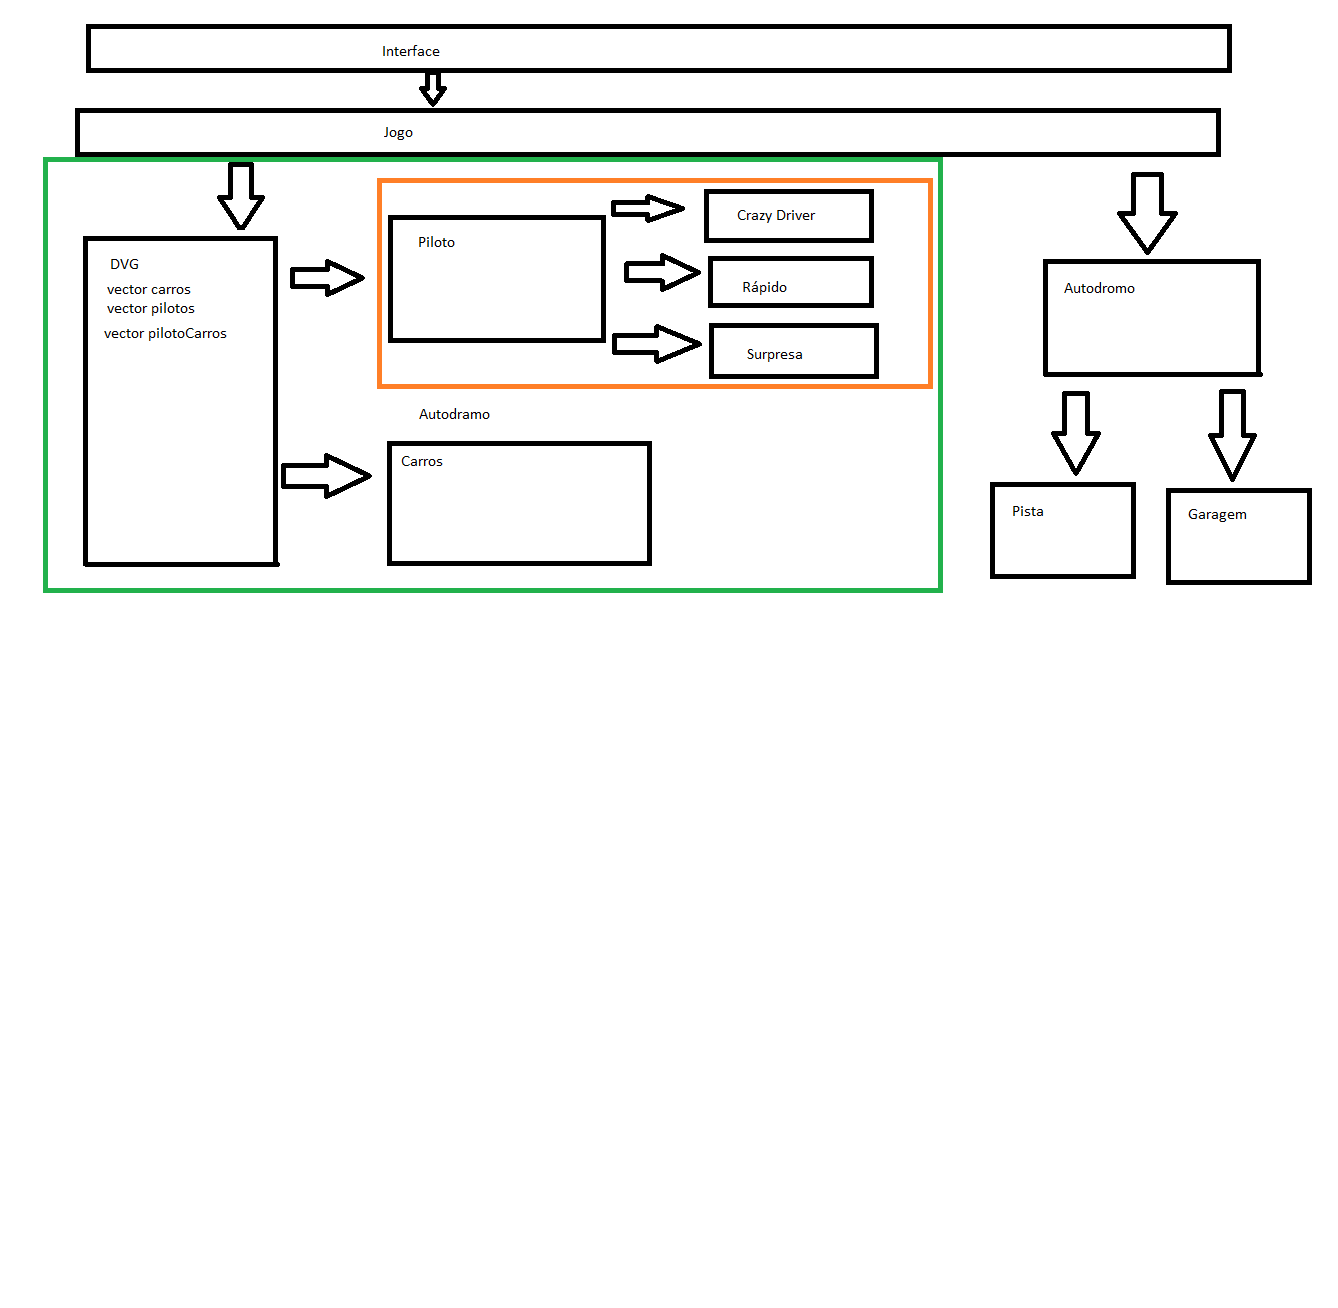 Interface
Jogo
DVG
vector carros
vector pilotos
vector pilotoCarros
Piloto
Crazy Driver
Rápido
Surpresa
Autodramo
Carros
Autodromo
Pista
Garagem